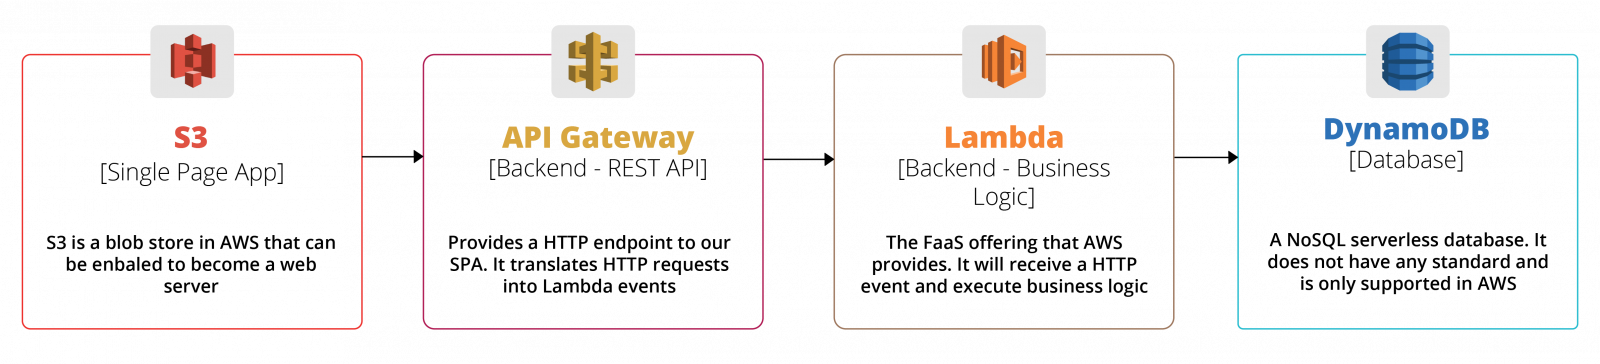 S3
[Single Page App]
S3 is a blob store in AWS that can
be enbaled to become a web
server
API Gateway
[Backend - REST API]
Provides a HTTP endpoint to our
SPA. It translates HTTP requests
into Lambda events
Lambda
[Backend - Business
Logic]
The FaaS offering that AWS
provides. It will receive a HTTP
event and execute business logic
DynamoDB
[Database]
A NoSQL serverless database. It
does not have any standard and
is only supported in AWS